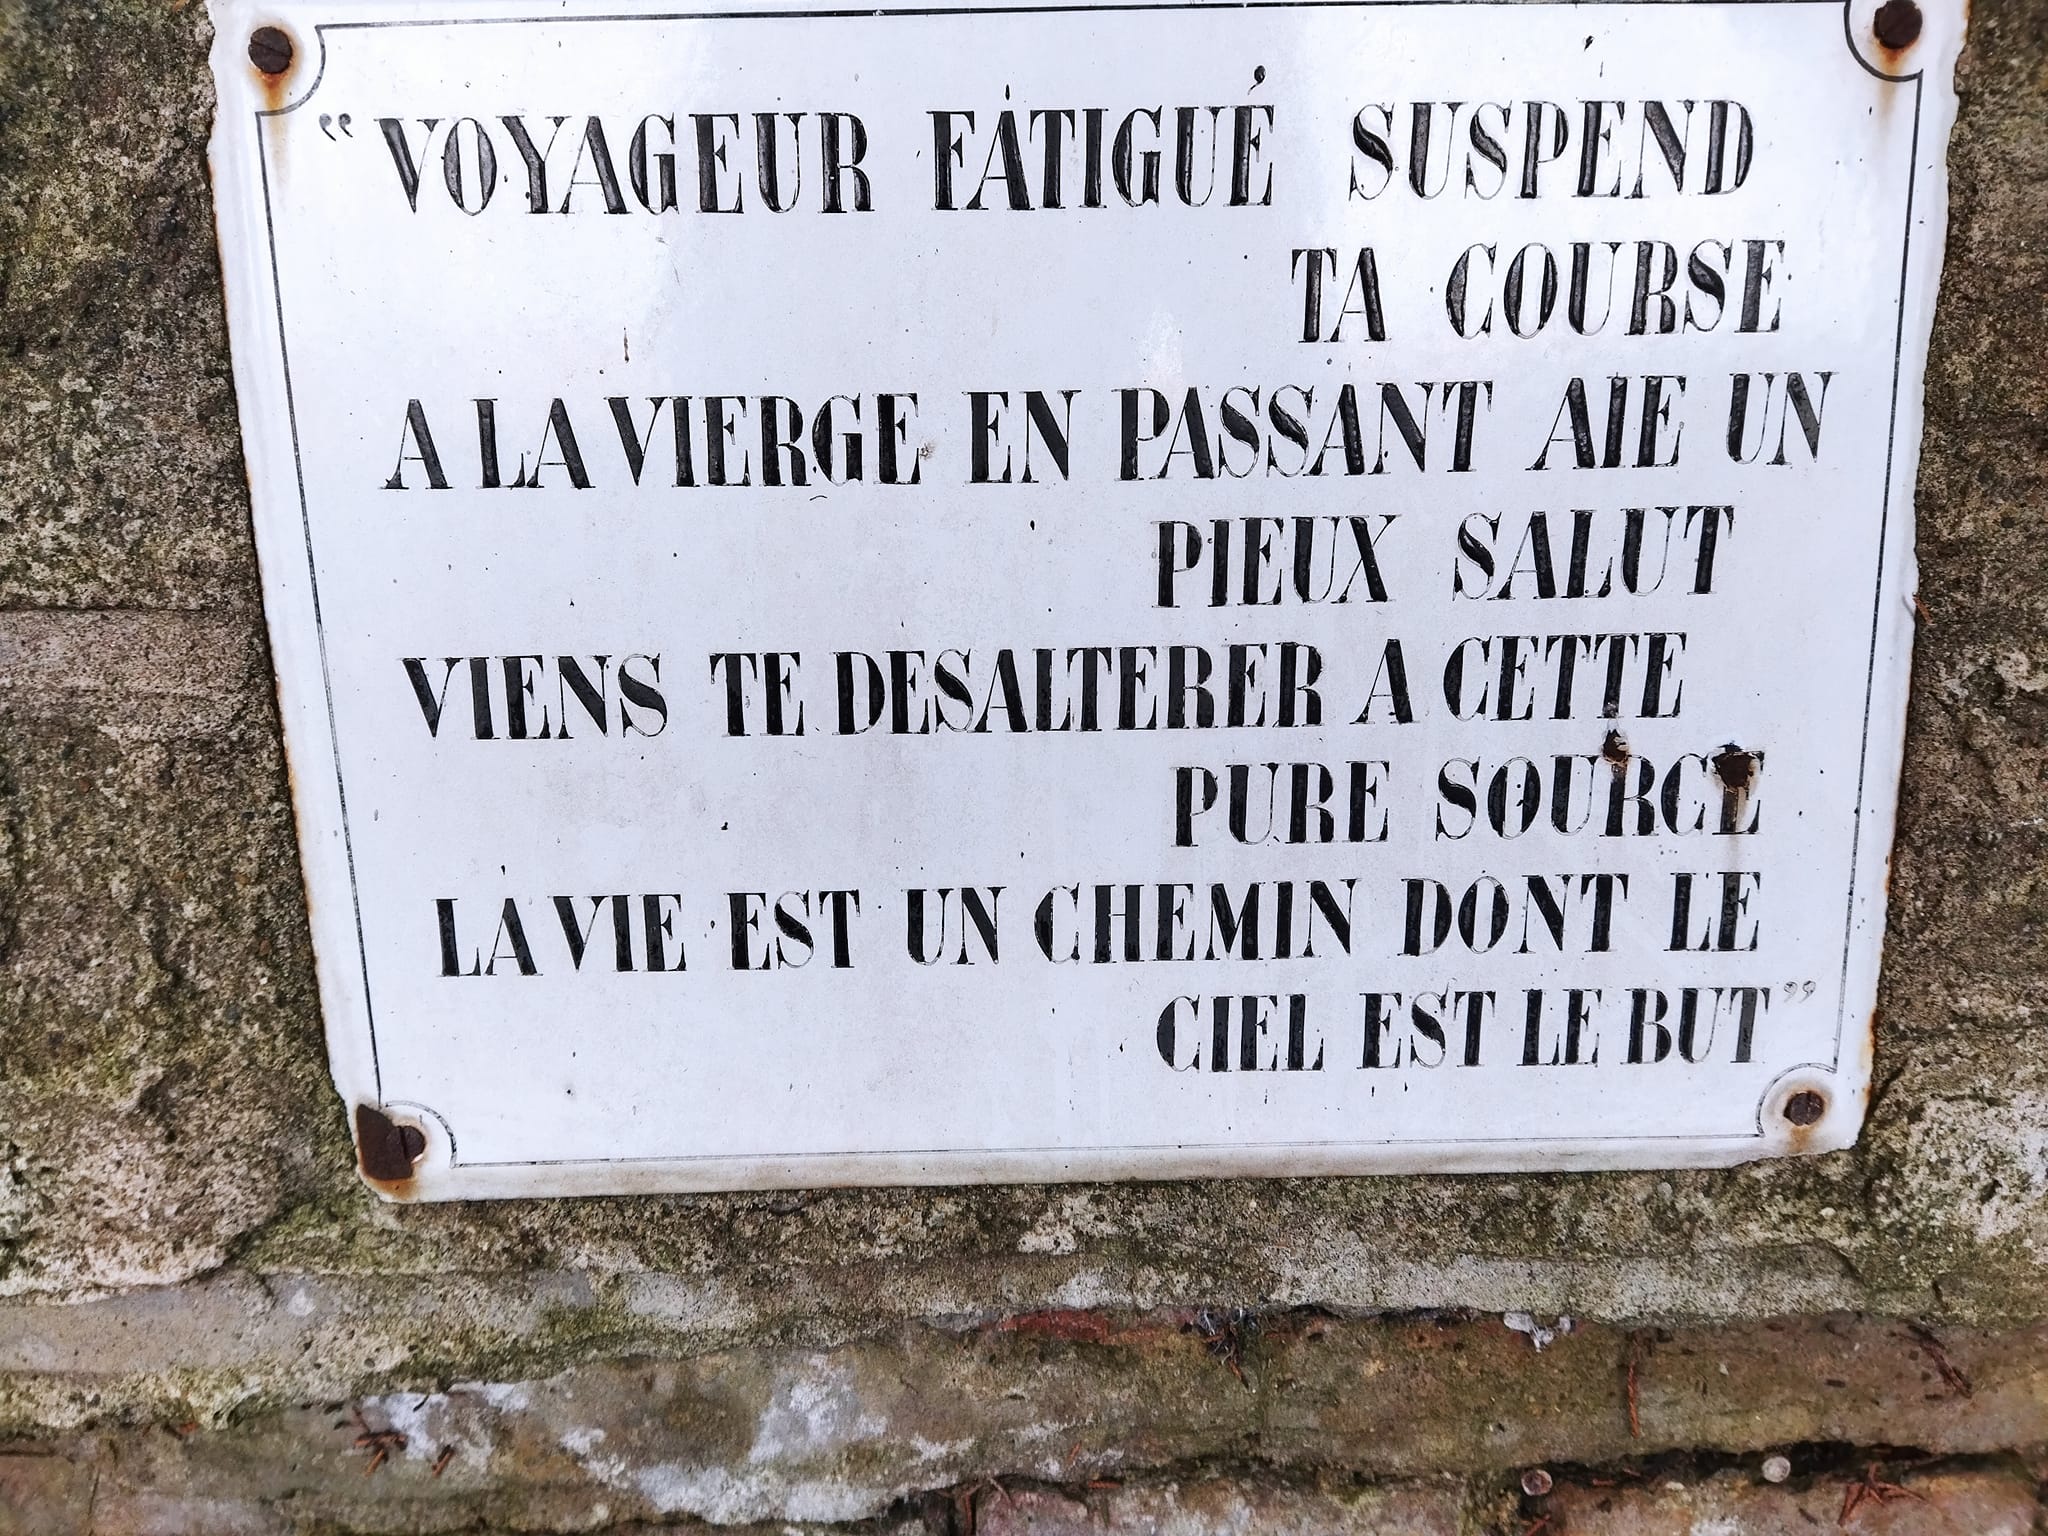 “VOYAGEUR FATIGUÉ SUSPEND
TA COURSE
A LA VIERGE EN PASSANT AIE UN
PIEUX SALUT
VIENS TE DESALTERER A CETTE
PURE SOURCE
LA VIE EST UN CHEMIN DONT LE
CIEL EST LE BUT”